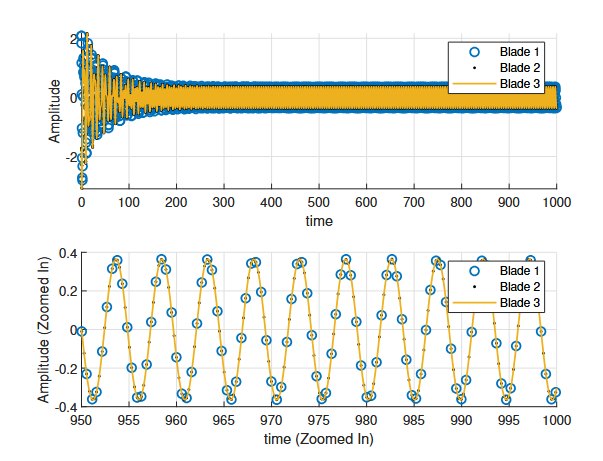 2
0
-2
Amplitude
0 100 200 300 400 500 600 700 800 900 1000
time
Blade 1
Blade 2
Blade 3
0.4
0.2
0
-0.2
-0.4
Amplitude (Zoomed In)
950 955 960 965 970 975 980 985 990 995 1000
time (Zoomed In)
Blade 1
Blade 2
Blade 3